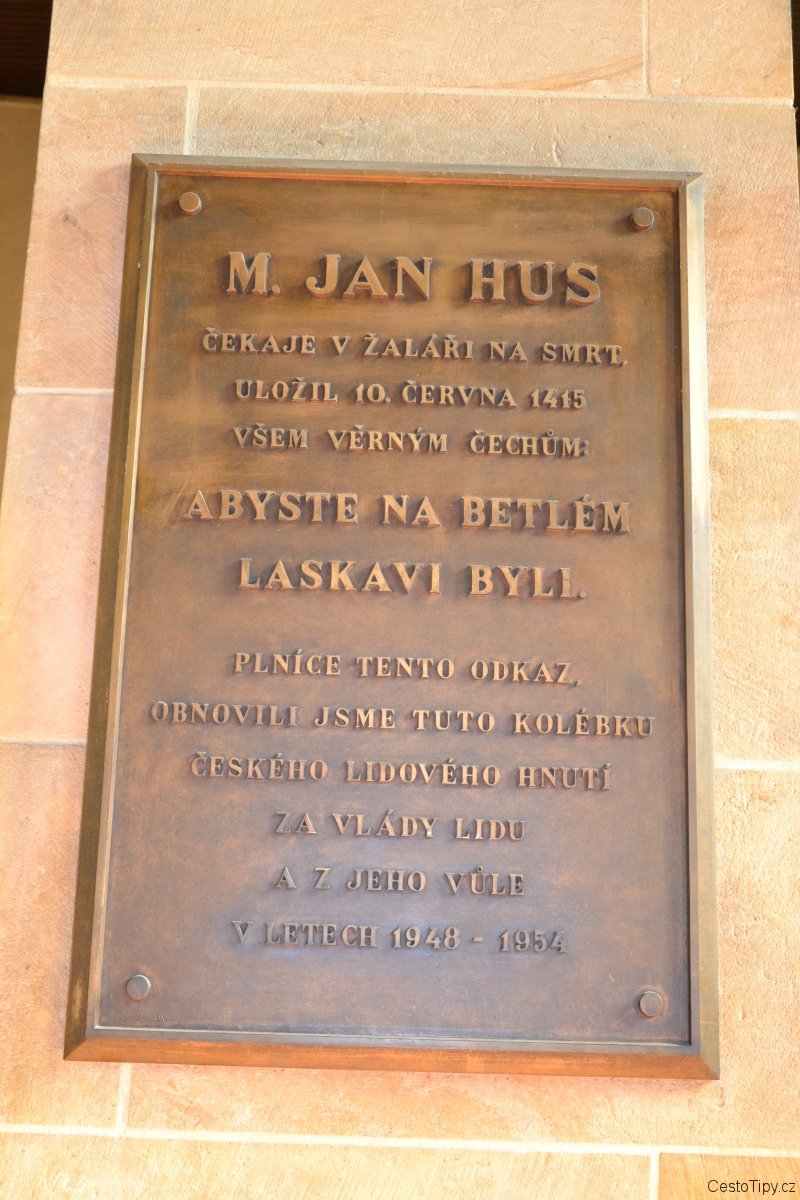 M. JAN HUS
ČEKAJE V ŽALÁŘI NA SMRT,
ULOŽIL 10. ČERVNA 1415
VŠEM VĚRNÝM ČECHŮM:
ABYSTE NA BETLÉM
LASKAVI BYLI.
PLNÍCE TENTO ODKAZ,
OBNOVILI JSME TUTO KOLÉBKU
ČESKÉHO LIDOVÉHO HNUTÍ
ZA VLÁDY LIDU
A Z JEHO VŮLE
V LETECH 1948 - 1954
CestoTipy.cz